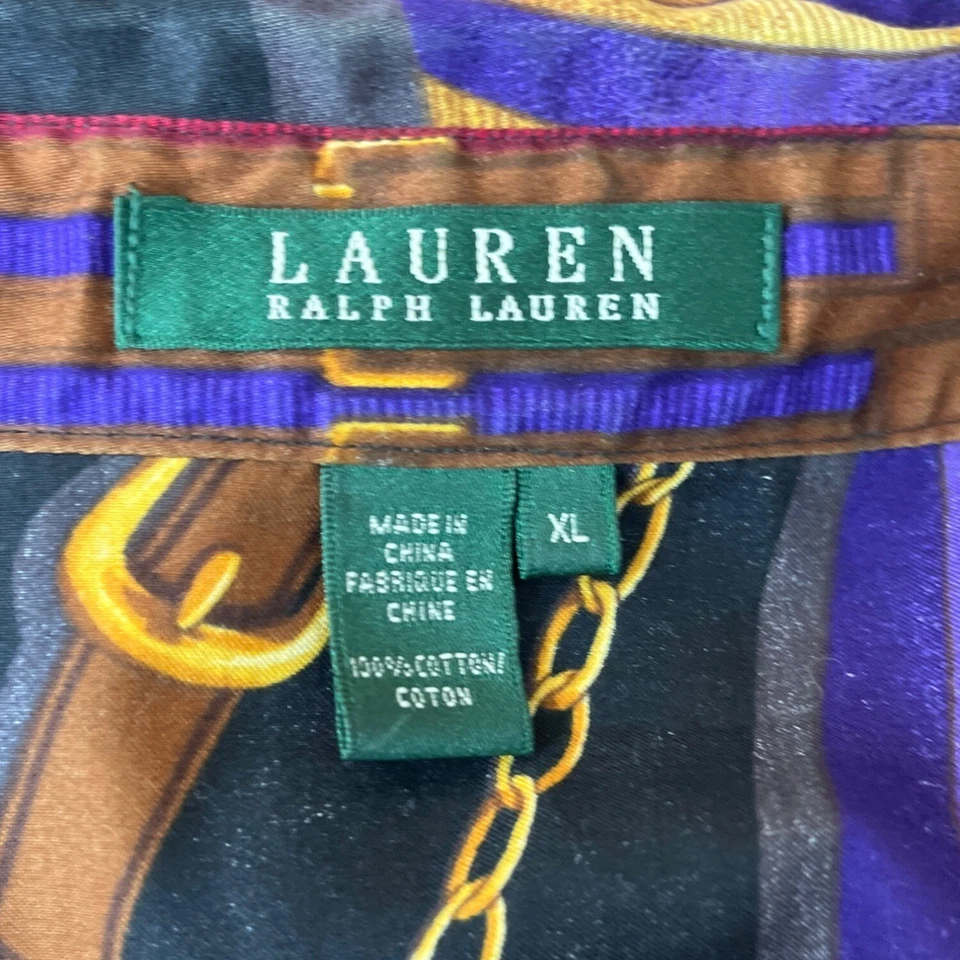 LAUREN
RALPH LAUREN
MADE IN
CHINA
FABRIQUE EN
CHINE
100% COTTON/
COTON
XL